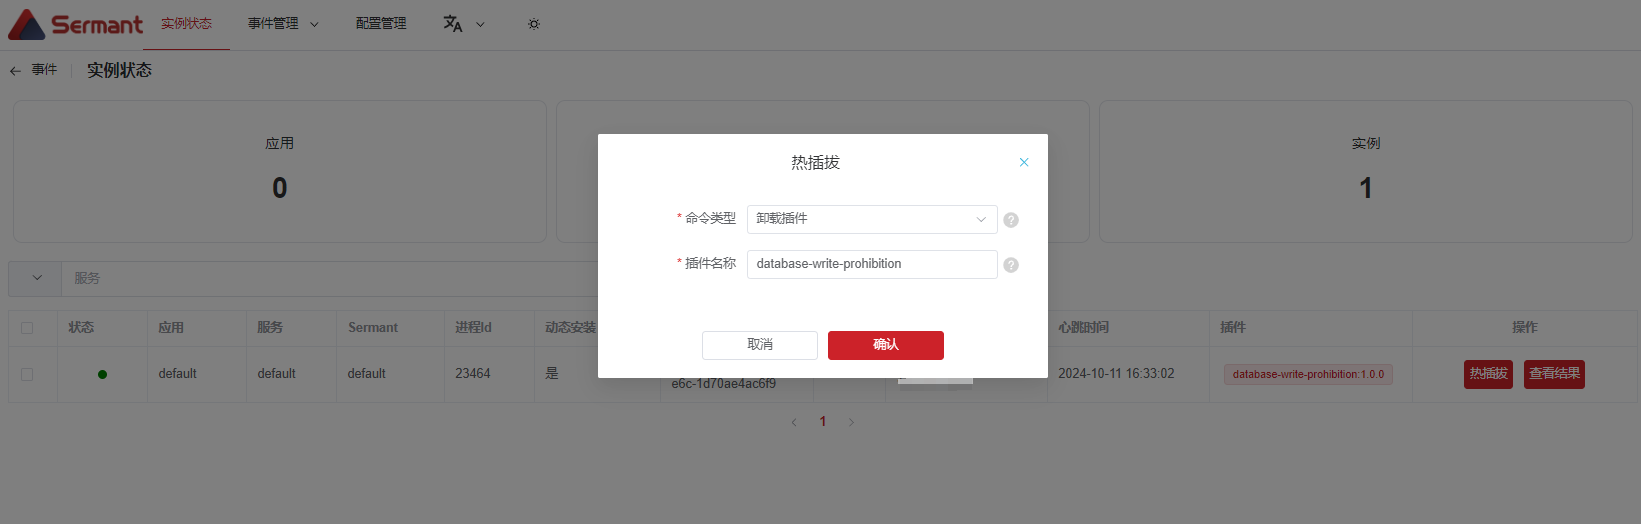 Sermant 实例状态 事件管理 配置管理
事件 实例状态
应用
0
实例
1
热插拔
* 命令类型 卸载插件 ?
* 插件名称 database-write-prohibition ?
取消 确认
服务
状态 应用 服务 Sermant 进程Id 动态安装 心跳时间 插件 操作
default default default 23464 是 2024-10-11 16:33:02 database-write-prohibition:1.0.0 热插拔 查看结果
e6c-1d70ae4ac6f9
1